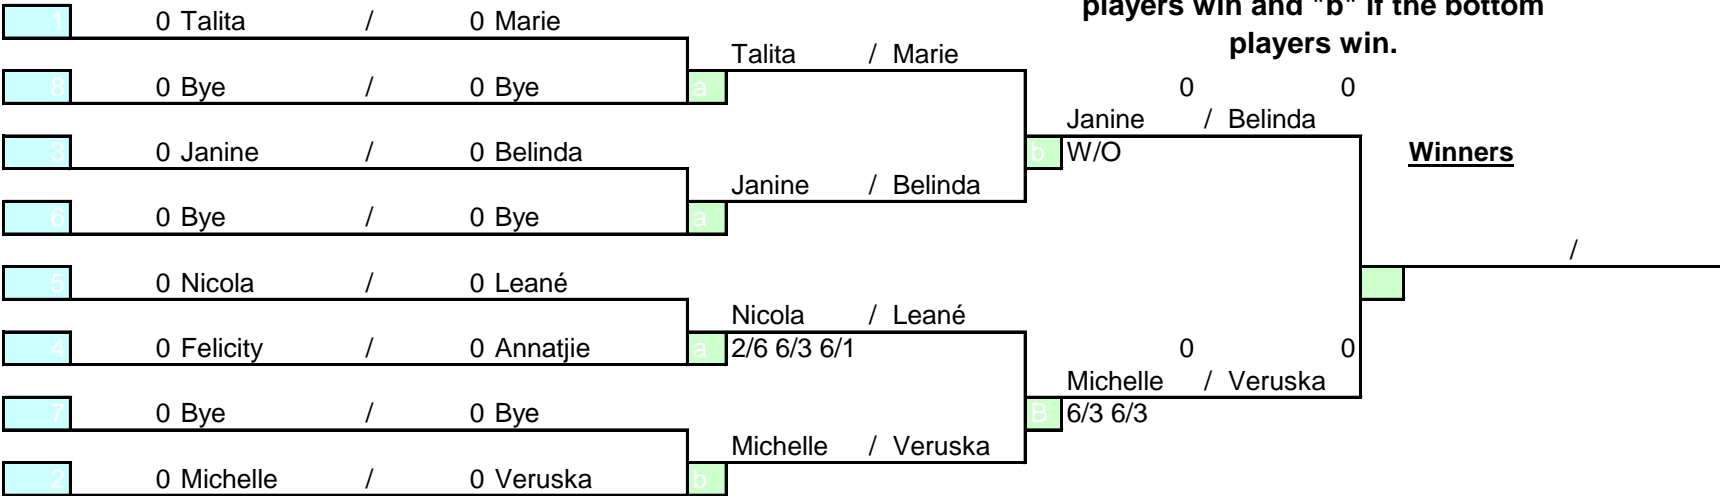 players win and "b" if the bottom
players win.
1 0 Talita / 0 Marie
Talita / Marie
8 0 Bye / 0 Bye a
0 0
Janine / Belinda
3 0 Janine / 0 Belinda
b W/O
Winners
Janine / Belinda
6 0 Bye / 0 Bye a
/
5 0 Nicola / 0 Leané
Nicola / Leané
4 0 Felicity / 0 Annatjie a 2/6 6/3 6/1
0 0
Michelle / Veruska
7 0 Bye / 0 Bye
B 6/3 6/3
Michelle / Veruska
2 0 Michelle / 0 Veruska b